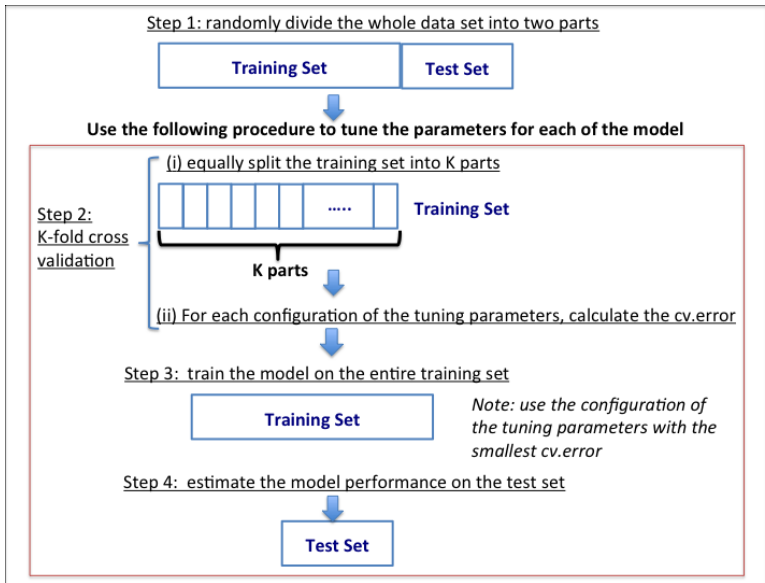 Step 1: randomly divide the whole data set into two parts
Training Set
Test Set
Use the following procedure to tune the parameters for each of the model
(i) equally split the training set into K parts
Step 2:
K-fold cross
validation
.....
Training Set
K parts
(ii) For each configuration of the tuning parameters, calculate the cv.error
Step 3:  train the model on the entire training set
Training Set
Note: use the configuration of
the tuning parameters with the
smallest cv.error
Step 4:  estimate the model performance on the test set
Test Set